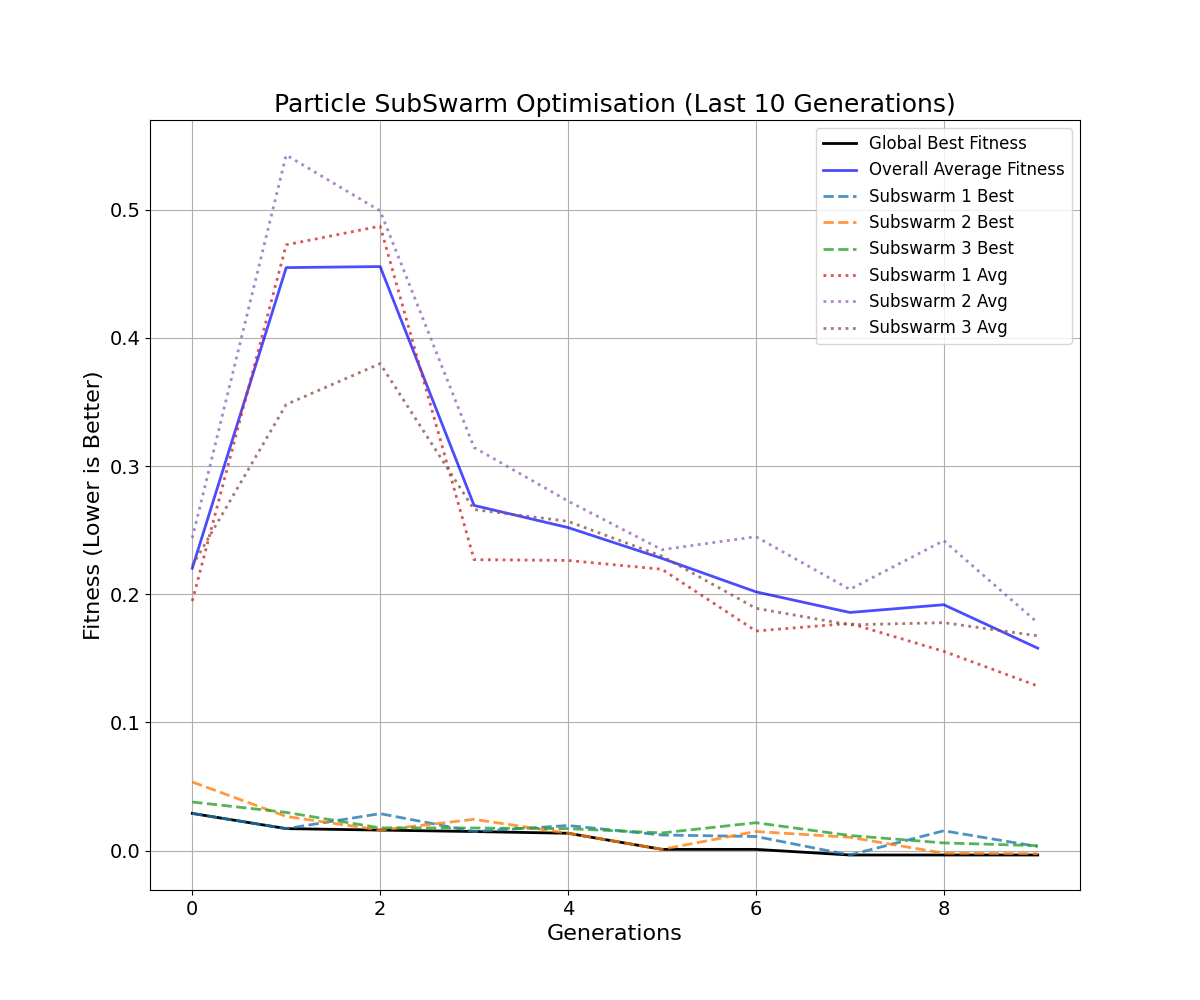 Particle SubSwarm Optimisation (Last 10 Generations)
Global Best Fitness
Overall Average Fitness
Subswarm 1 Best
Subswarm 2 Best
Subswarm 3 Best
Subswarm 1 Avg
Subswarm 2 Avg
Subswarm 3 Avg
Fitness (Lower is Better)
0.5
0.4
0.3
0.2
0.1
0.0
0 2 4 6 8
Generations